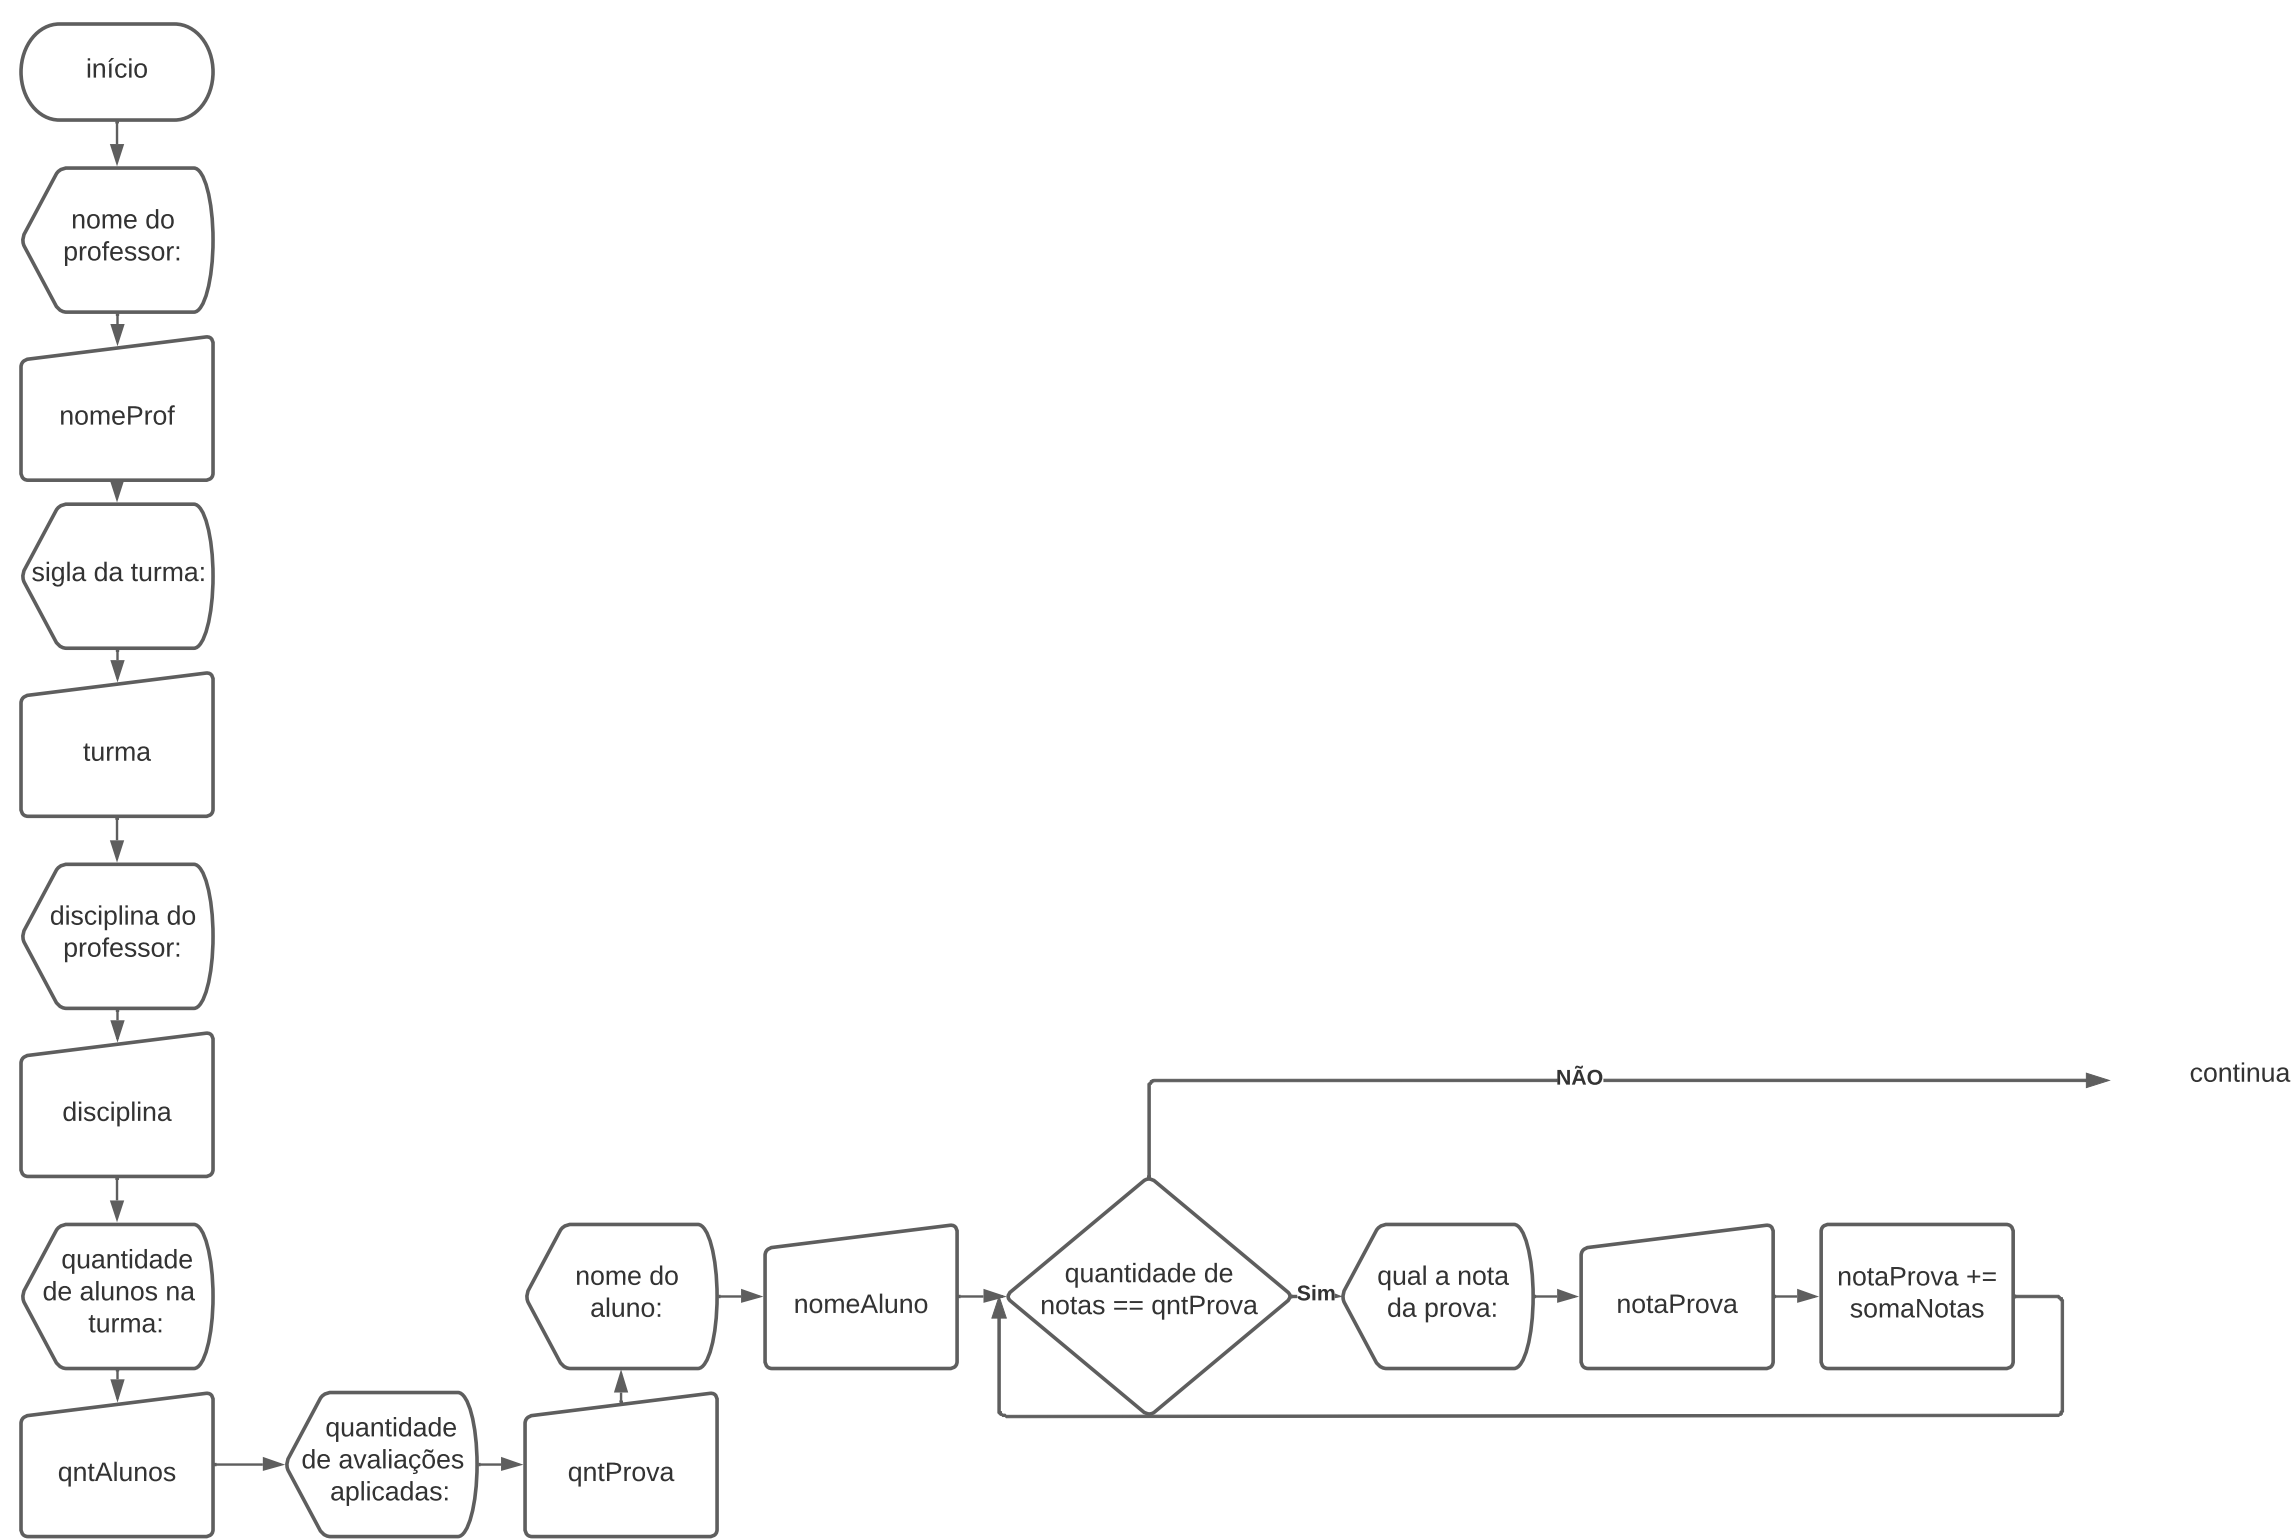 início
nome do
professor:
nomeProf
sigla da turma:
turma
disciplina do
professor:
disciplina
quantidade
de alunos na
turma:
qntAlunos
quantidade
de avaliações
aplicadas:
qntProva
nome do
aluno:
nomeAluno
quantidade de
notas == qntProva
Sim
qual a nota
da prova:
notaProva
notaProva +=
somaNotas
NÃO
continua